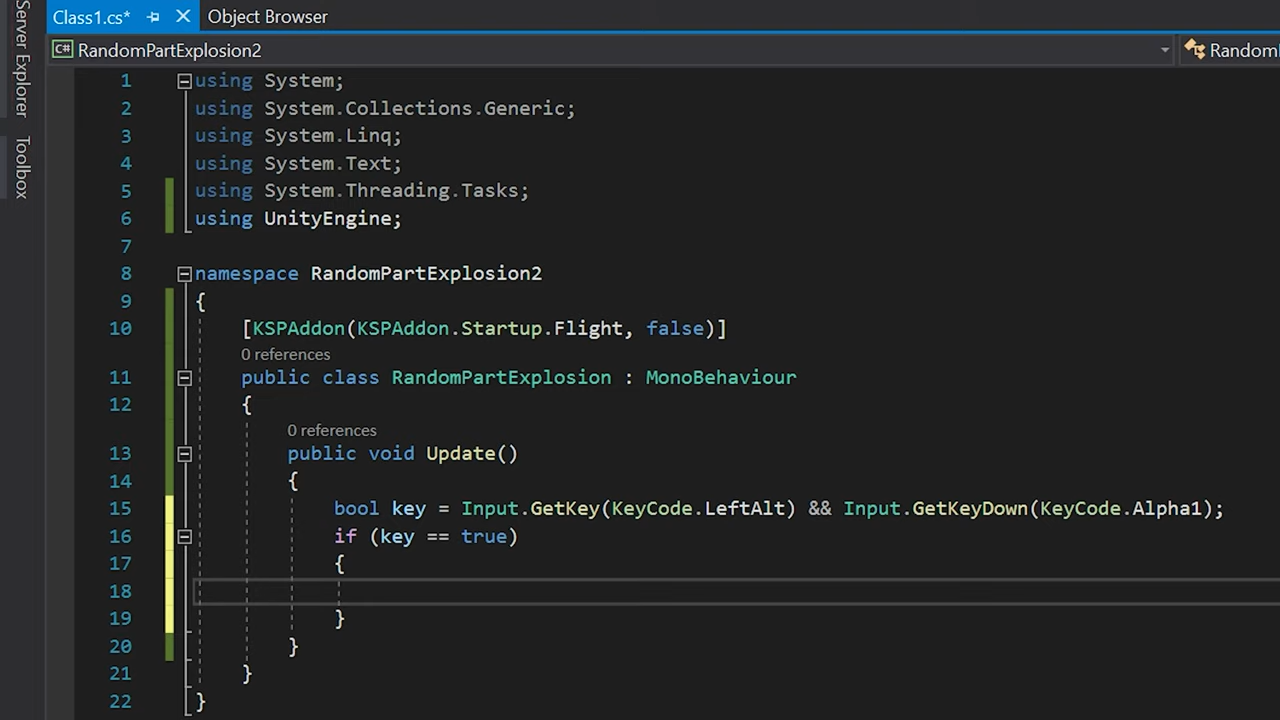 Class1.cs* Object Browser
Server Explorer
Toolbox
C# RandomPartExplosion2 Random
1 using System;
2 using System.Collections.Generic;
3 using System.Linq;
4 using System.Text;
5 using System.Threading.Tasks;
6 using UnityEngine;
7
8 namespace RandomPartExplosion2
9 {
10 [KSPAddon(KSPAddon.Startup.Flight, false)]
0 references
11 public class RandomPartExplosion : MonoBehaviour
12 {
0 references
13 public void Update()
14 {
15 bool key = Input.GetKey(KeyCode.LeftAlt) && Input.GetKeyDown(KeyCode.Alpha1);
16 if (key == true)
17 {
18
19 }
20 }
21 }
22 }